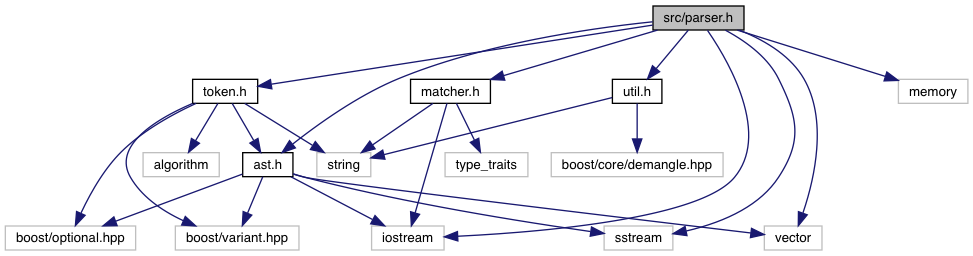 src/parser.h
token.h
matcher.h
util.h
memory
algorithm
ast.h
string
type_traits
boost/core/demangle.hpp
boost/optional.hpp
boost/variant.hpp
iostream
sstream
vector